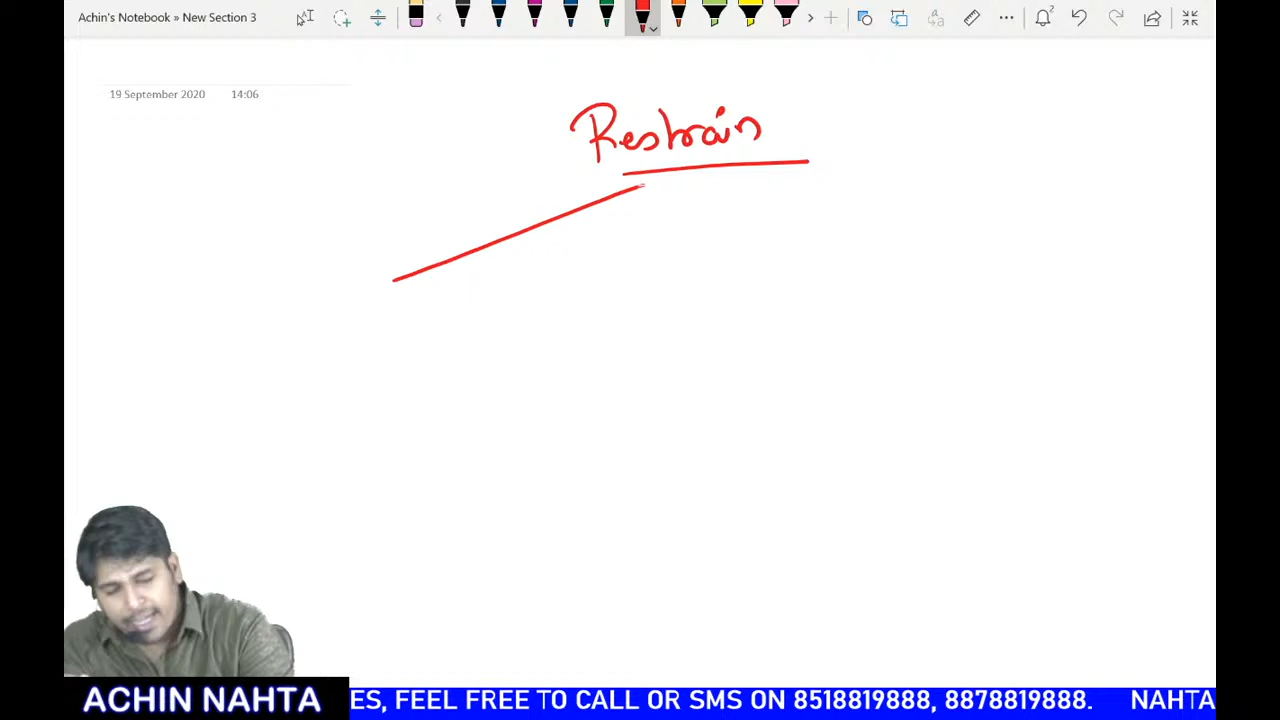 Achin's Notebook » New Section 3
19 September 2020 14:06
Restrain
ACHIN NAHTA
ES, FEEL FREE TO CALL OR SMS ON 8518819888, 8878819888. NAHTA